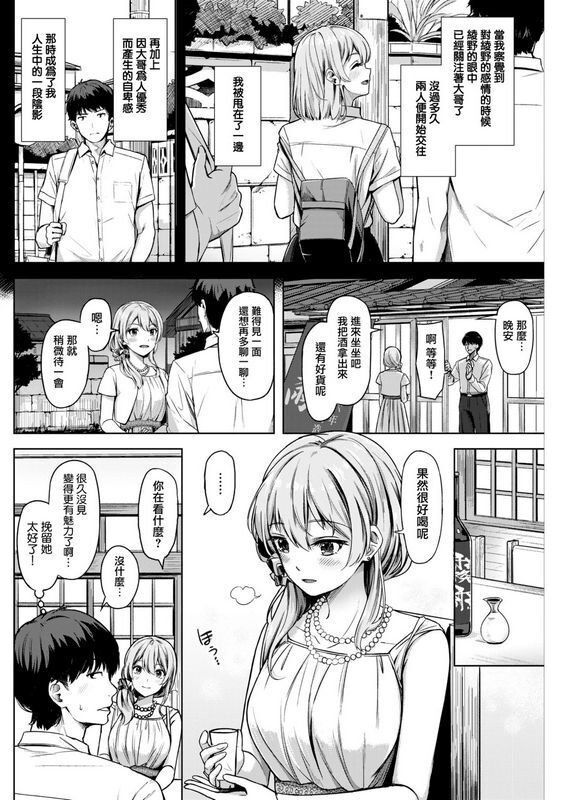 當我察覺到
對綾野的感情的時候
綾野的眼中
已經關注著大哥了
沒過多久
兩人便開始交往
我被甩在了一邊
再加上
因大哥爲人優秀
而產生的自卑感
那時成爲了我
人生中的一段陰影
那麼…
晚安
啊 等等！
進來坐坐吧
我把酒拿出來
還有好貨呢
難得見一面
還想再多聊一聊…
嗯…
那就
稍微待一會
果然很好喝呢
……
ほぅ…
你在看什麼？
沒什麼…
很久沒見
變得更有魅力了啊…
挽留她
太好了！